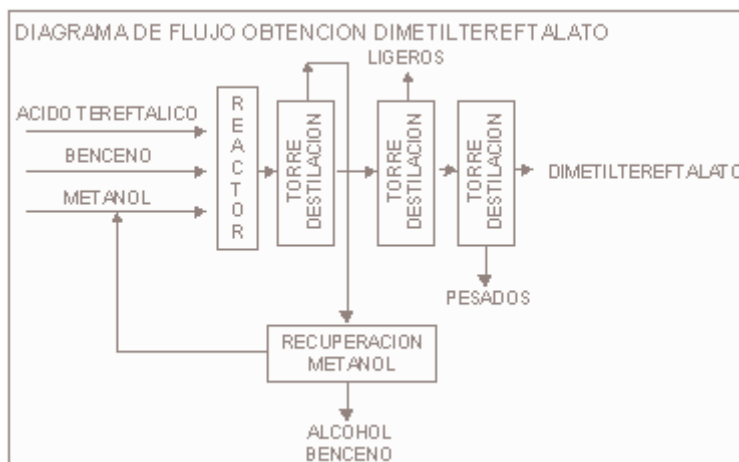 DIAGRAMA DE FLUJO OBTENCION DIMETILTEREFTALATO
LIGEROS
ACIDO TEREFTALICO
BENCENO
METANOL
REACTOR
TORRE
DESTILACION
TORRE
DESTILACION
TORRE
DESTILACION
DIMETILTEREFTALATO
PESADOS
RECUPERACION
METANOL
ALCOHOL
BENCENO